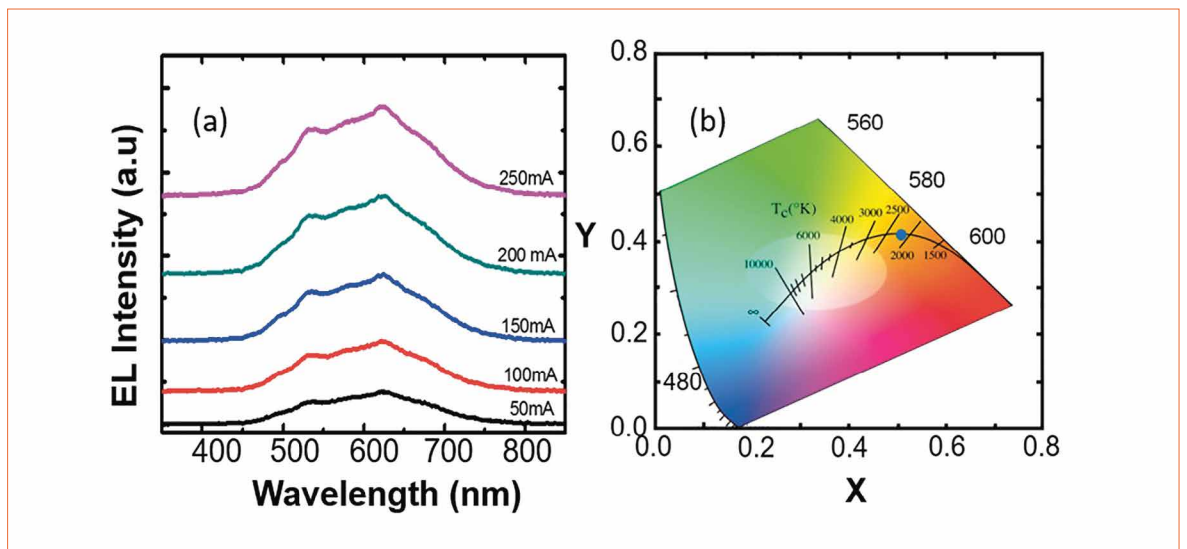 (a)
250mA
200 mA
150mA
100mA
50mA
EL Intensity (a.u)
400 500 600 700 800
Wavelength (nm)
(b)
0.8
0.6
0.4
0.2
0.0
Y
560
580
600
480
T_C(°K)
∞
10000
6000
4000
3000
2500
2000
1500
0.0 0.2 0.4 0.6 0.8
X